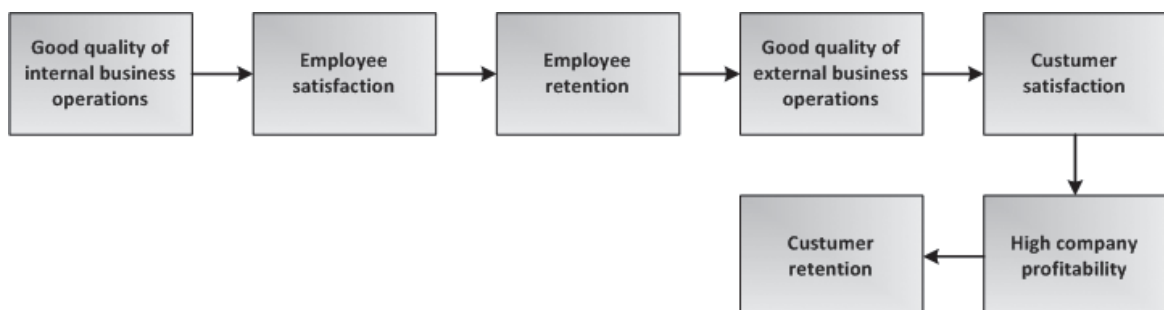 Good quality of
internal business
operations
Employee
satisfaction
Employee
retention
Good quality of
external business
operations
Custumer
satisfaction
High company
profitability
Custumer
retention